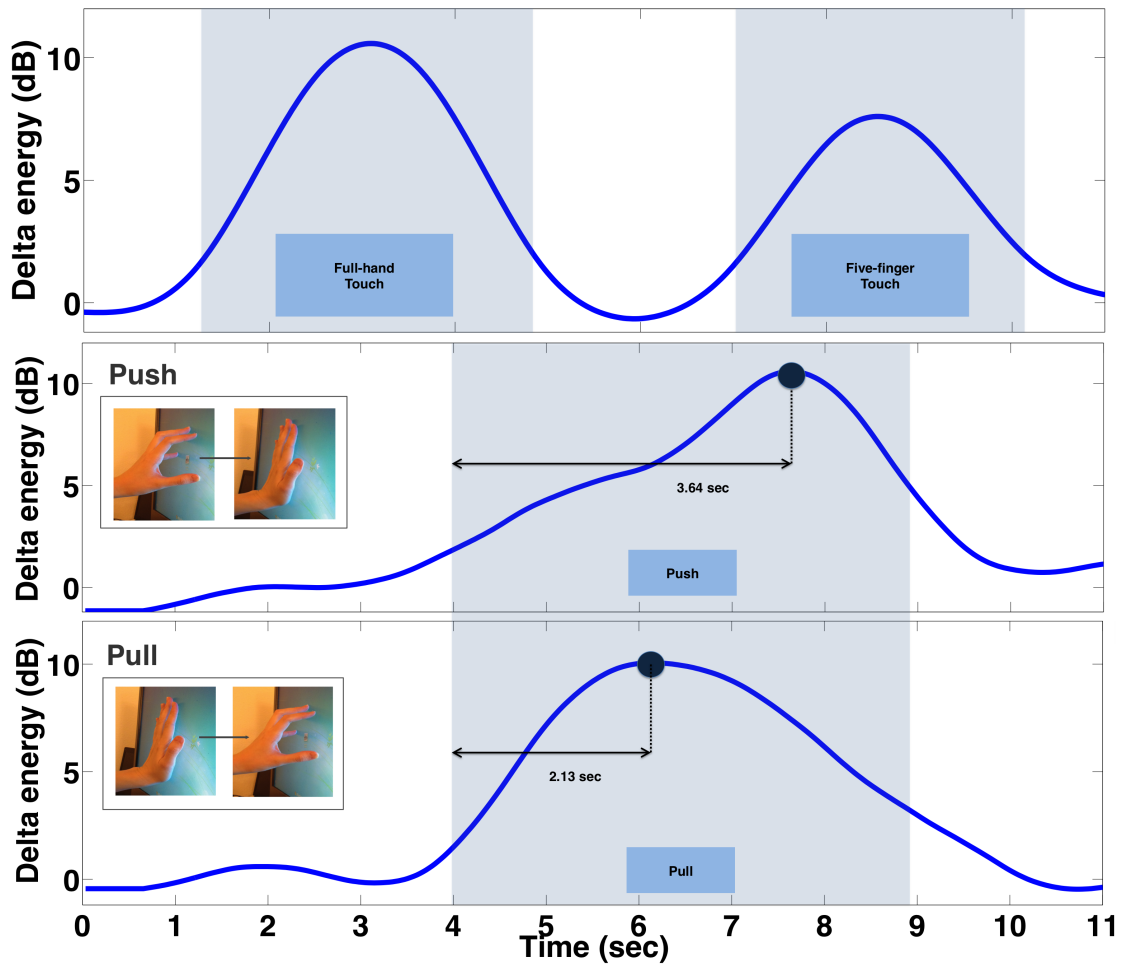 Delta energy (dB)
10
5
0
Full-hand
Touch
Five-finger
Touch
Delta energy (dB)
10
5
0
Push
3.64 sec
Push
Delta energy (dB)
10
5
0
Pull
2.13 sec
Pull
0 1 2 3 4 5 6 7 8 9 10 11
Time (sec)